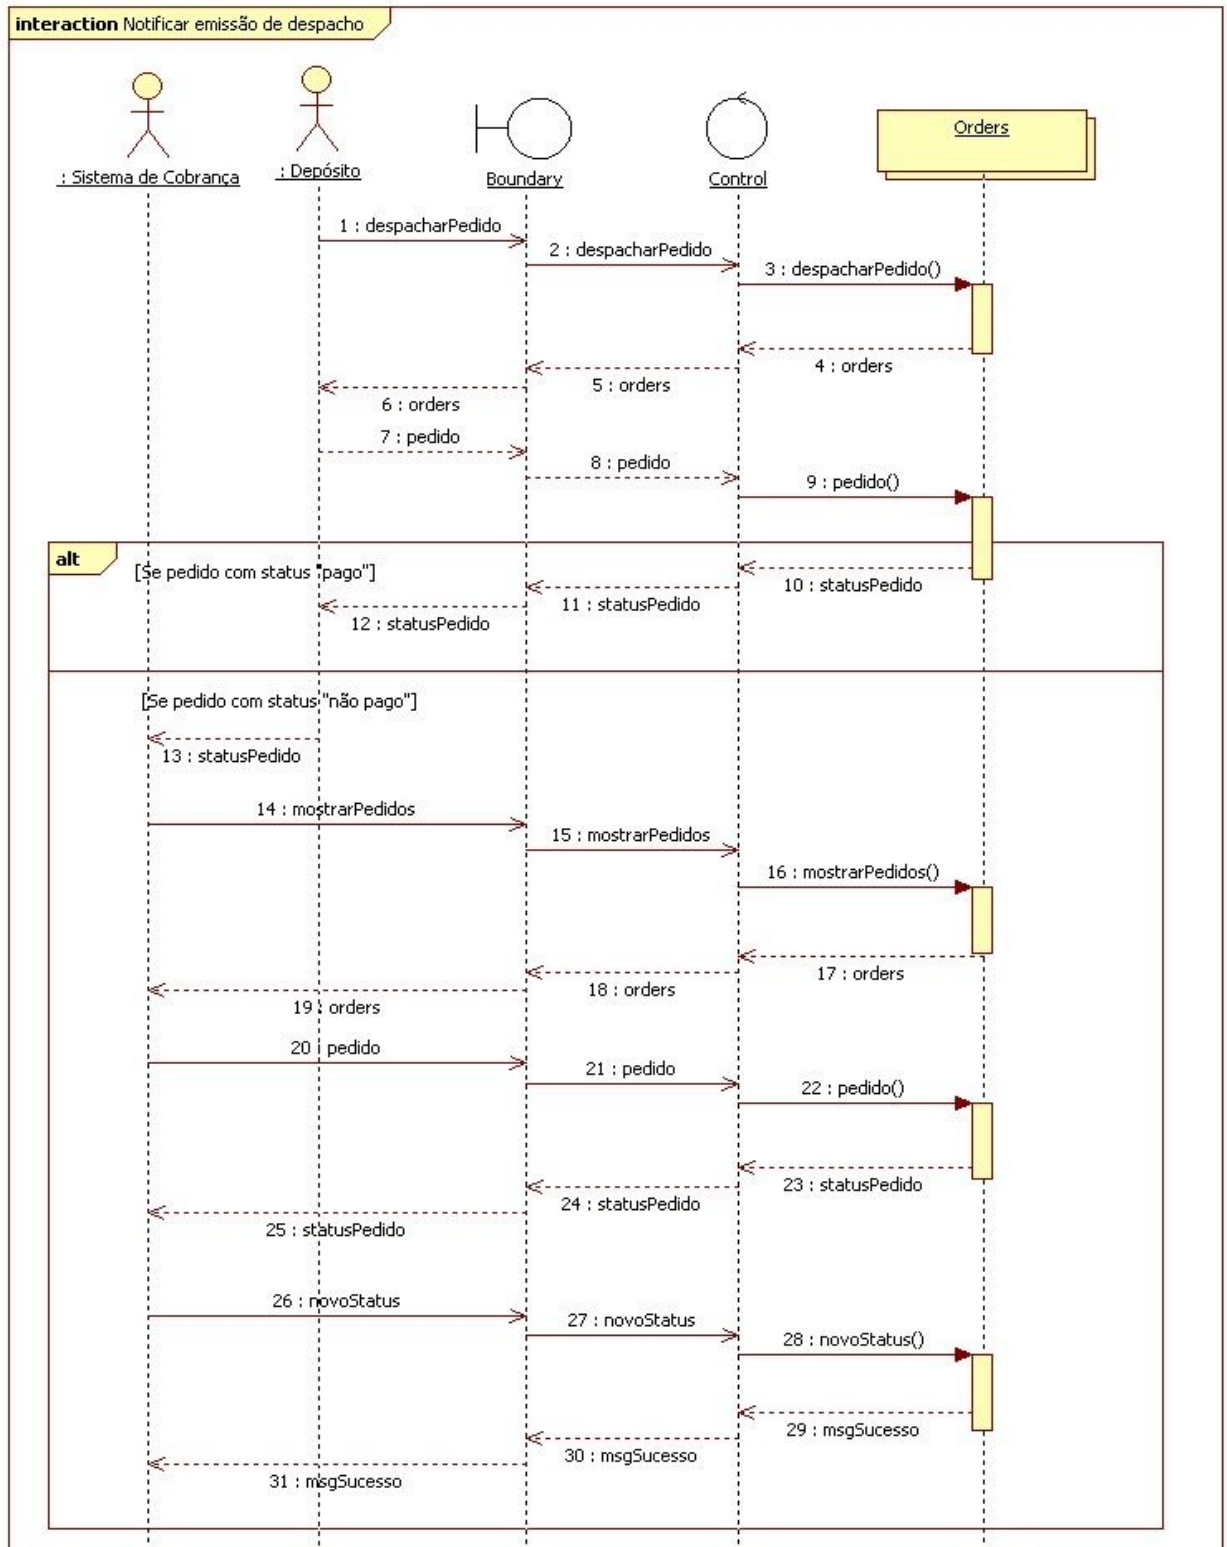 interaction Notificar emissão de despacho
: Sistema de Cobrança
: Depósito
Boundary
Control
Orders
1 : despacharPedido
2 : despacharPedido
3 : despacharPedido()
4 : orders
5 : orders
6 : orders
7 : pedido
8 : pedido
9 : pedido()
alt
[Se pedido com status "pago"]
10 : statusPedido
11 : statusPedido
12 : statusPedido
[Se pedido com status "não pago"]
13 : statusPedido
14 : mostrarPedidos
15 : mostrarPedidos
16 : mostrarPedidos()
17 : orders
18 : orders
19 : orders
20 : pedido
21 : pedido
22 : pedido()
23 : statusPedido
24 : statusPedido
25 : statusPedido
26 : novoStatus
27 : novoStatus
28 : novoStatus()
29 : msgSucesso
30 : msgSucesso
31 : msgSucesso